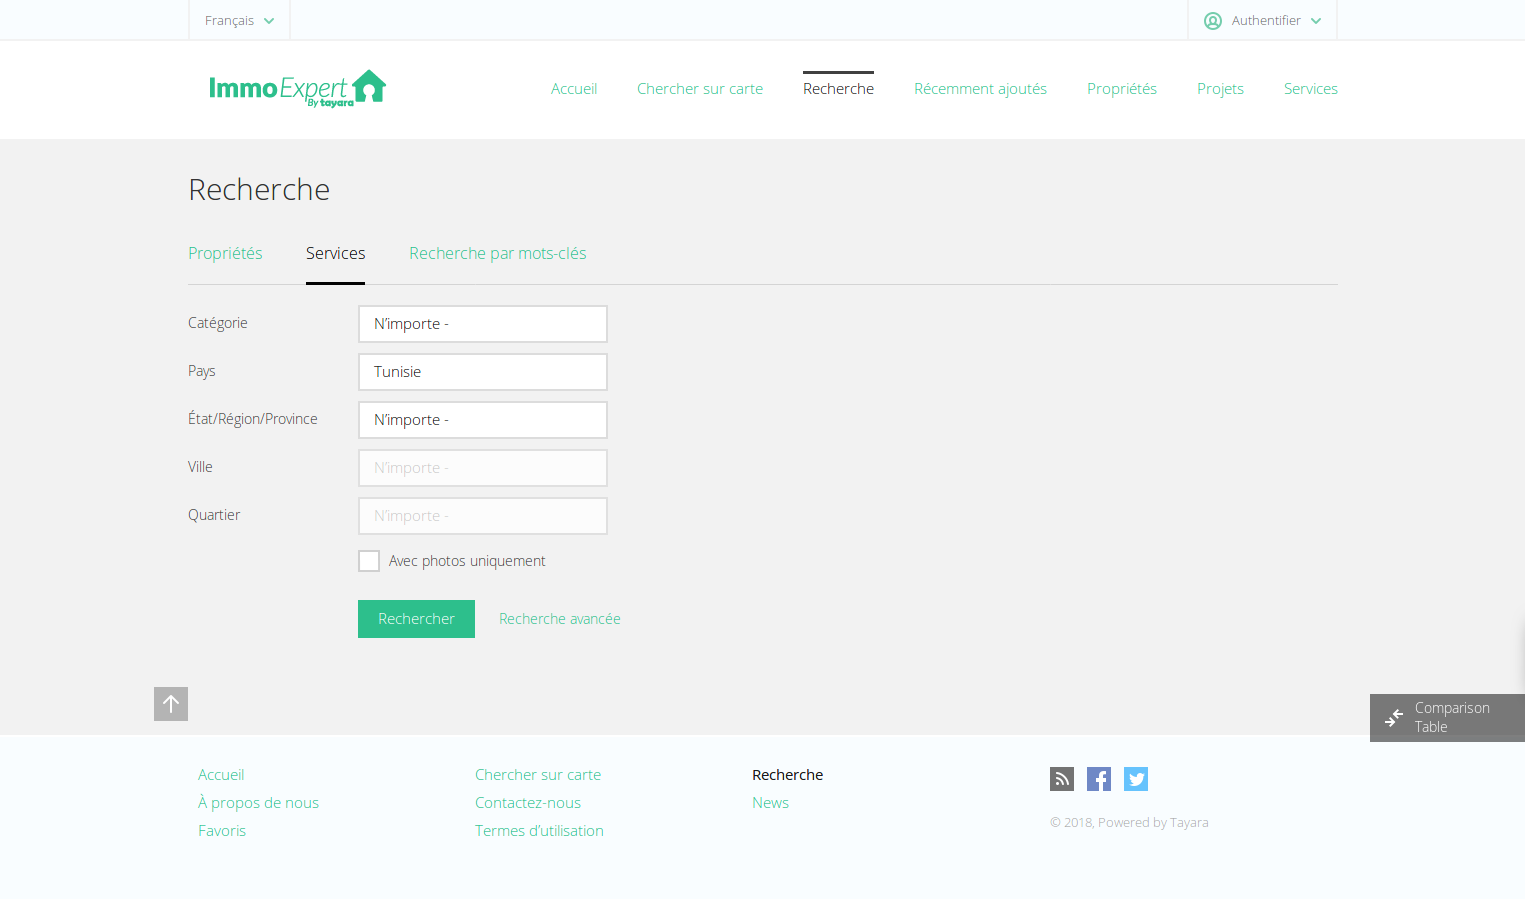 Français
Authentifier
ImmoExpert
By tayara
Accueil
Chercher sur carte
Recherche
Récemment ajoutés
Propriétés
Projets
Services
Recherche
Propriétés
Services
Recherche par mots-clés
Catégorie
N’importe -
Pays
Tunisie
État/Région/Province
N’importe -
Ville
N’importe -
Quartier
N’importe -
Avec photos uniquement
Rechercher
Recherche avancée
Comparison
Table
Accueil
À propos de nous
Favoris
Chercher sur carte
Contactez-nous
Termes d’utilisation
Recherche
News
© 2018, Powered by Tayara